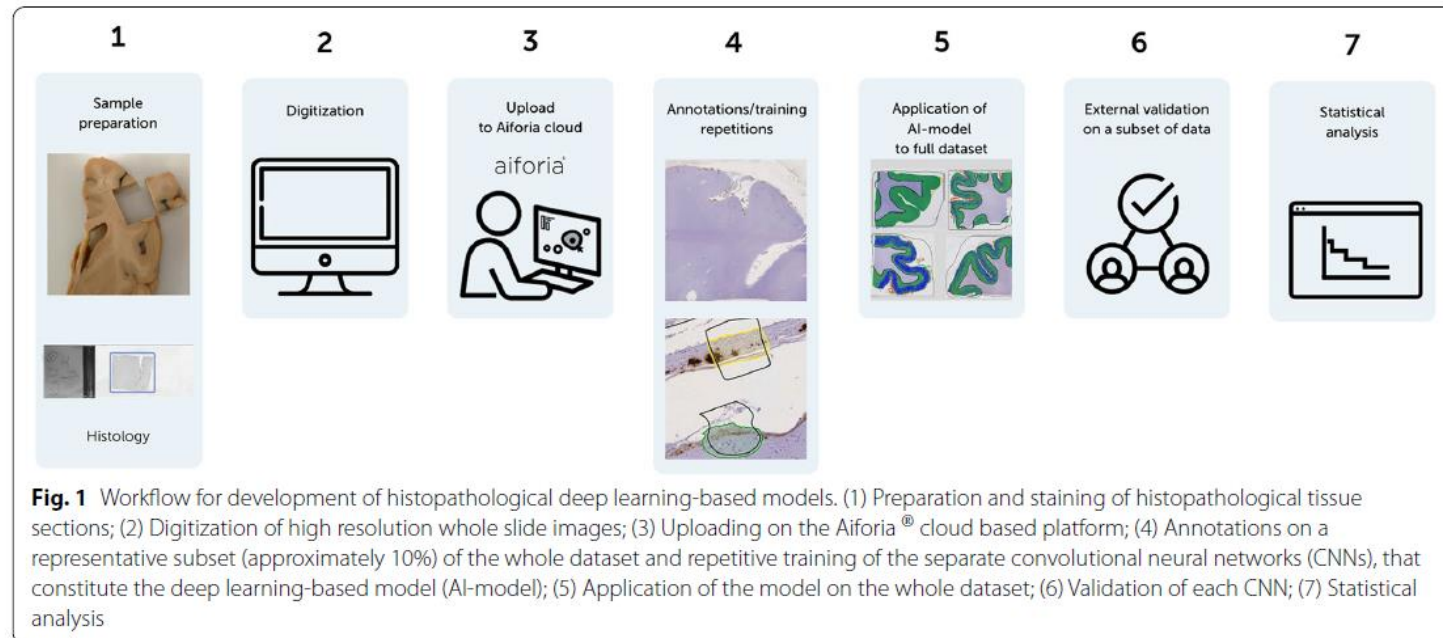 1
2
3
4
5
6
7
Sample
preparation
Histology
Digitization
Upload
to Aiforia cloud
aiforia®
Annotations/training
repetitions
Application of
AI-model
to full dataset
External validation
on a subset of data
Statistical
analysis
Fig. 1 Workflow for development of histopathological deep learning-based models. (1) Preparation and staining of histopathological tissue
sections; (2) Digitization of high resolution whole slide images; (3) Uploading on the Aiforia ® cloud based platform; (4) Annotations on a
representative subset (approximately 10%) of the whole dataset and repetitive training of the separate convolutional neural networks (CNNs), that
constitute the deep learning-based model (AI-model); (5) Application of the model on the whole dataset; (6) Validation of each CNN; (7) Statistical
analysis